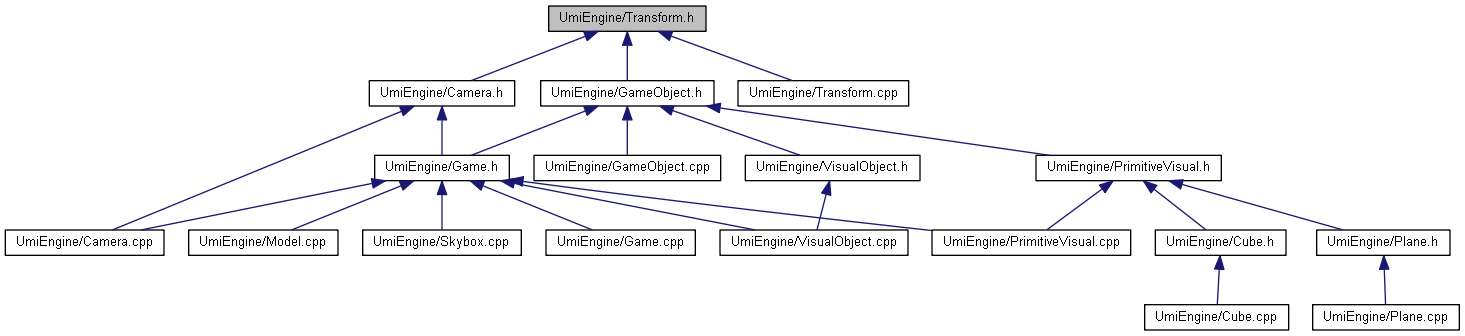 UmiEngine/Transform.h
UmiEngine/Camera.h
UmiEngine/GameObject.h
UmiEngine/Transform.cpp
UmiEngine/Game.h
UmiEngine/GameObject.cpp
UmiEngine/VisualObject.h
UmiEngine/PrimitiveVisual.h
UmiEngine/Camera.cpp
UmiEngine/Model.cpp
UmiEngine/Skybox.cpp
UmiEngine/Game.cpp
UmiEngine/VisualObject.cpp
UmiEngine/PrimitiveVisual.cpp
UmiEngine/Cube.h
UmiEngine/Plane.h
UmiEngine/Cube.cpp
UmiEngine/Plane.cpp